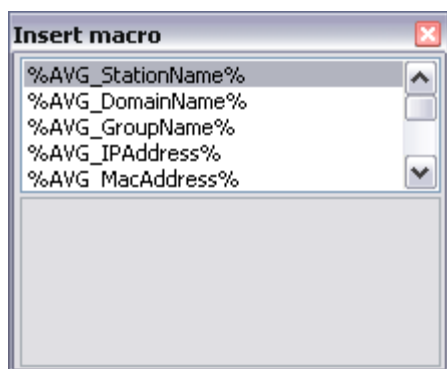 Insert macro
%AVG_StationName%
%AVG_DomainName%
%AVG_GroupName%
%AVG_IPAddress%
%AVG_MacAddress%